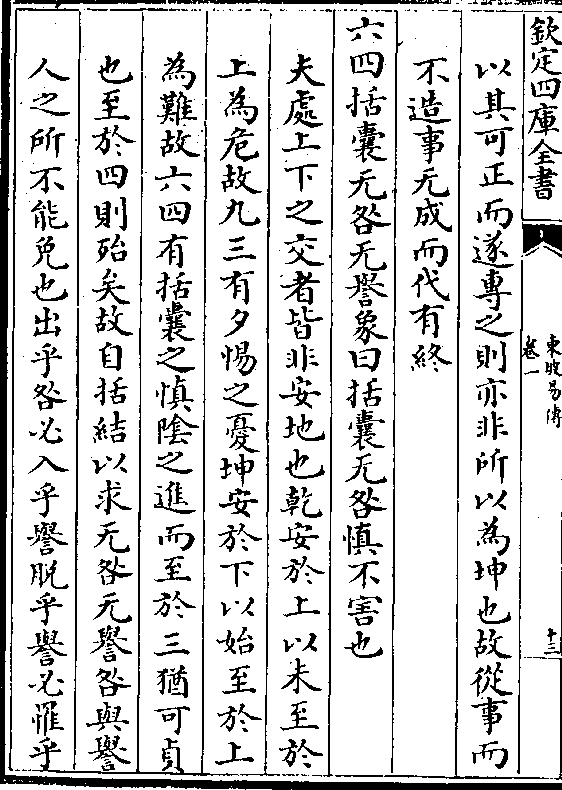 欽定四庫全書
東坡易傳
卷一
十三
以其可正而遂專之則亦非所以為坤也故從事而
不造事无成而代有終
六四括囊无咎无譽象曰括囊无咎慎不害也
夫處上下之交者皆非安地也乾安於上以未至於
上為危故九三有夕惕之憂坤安於下以始至於上
為難故六四有括囊之慎陰之進而至於三猶可貞
也至於四則殆矣故自括結以求无咎无譽咎與譽
人之所不能免也出乎咎必入乎譽脫乎譽必罹乎